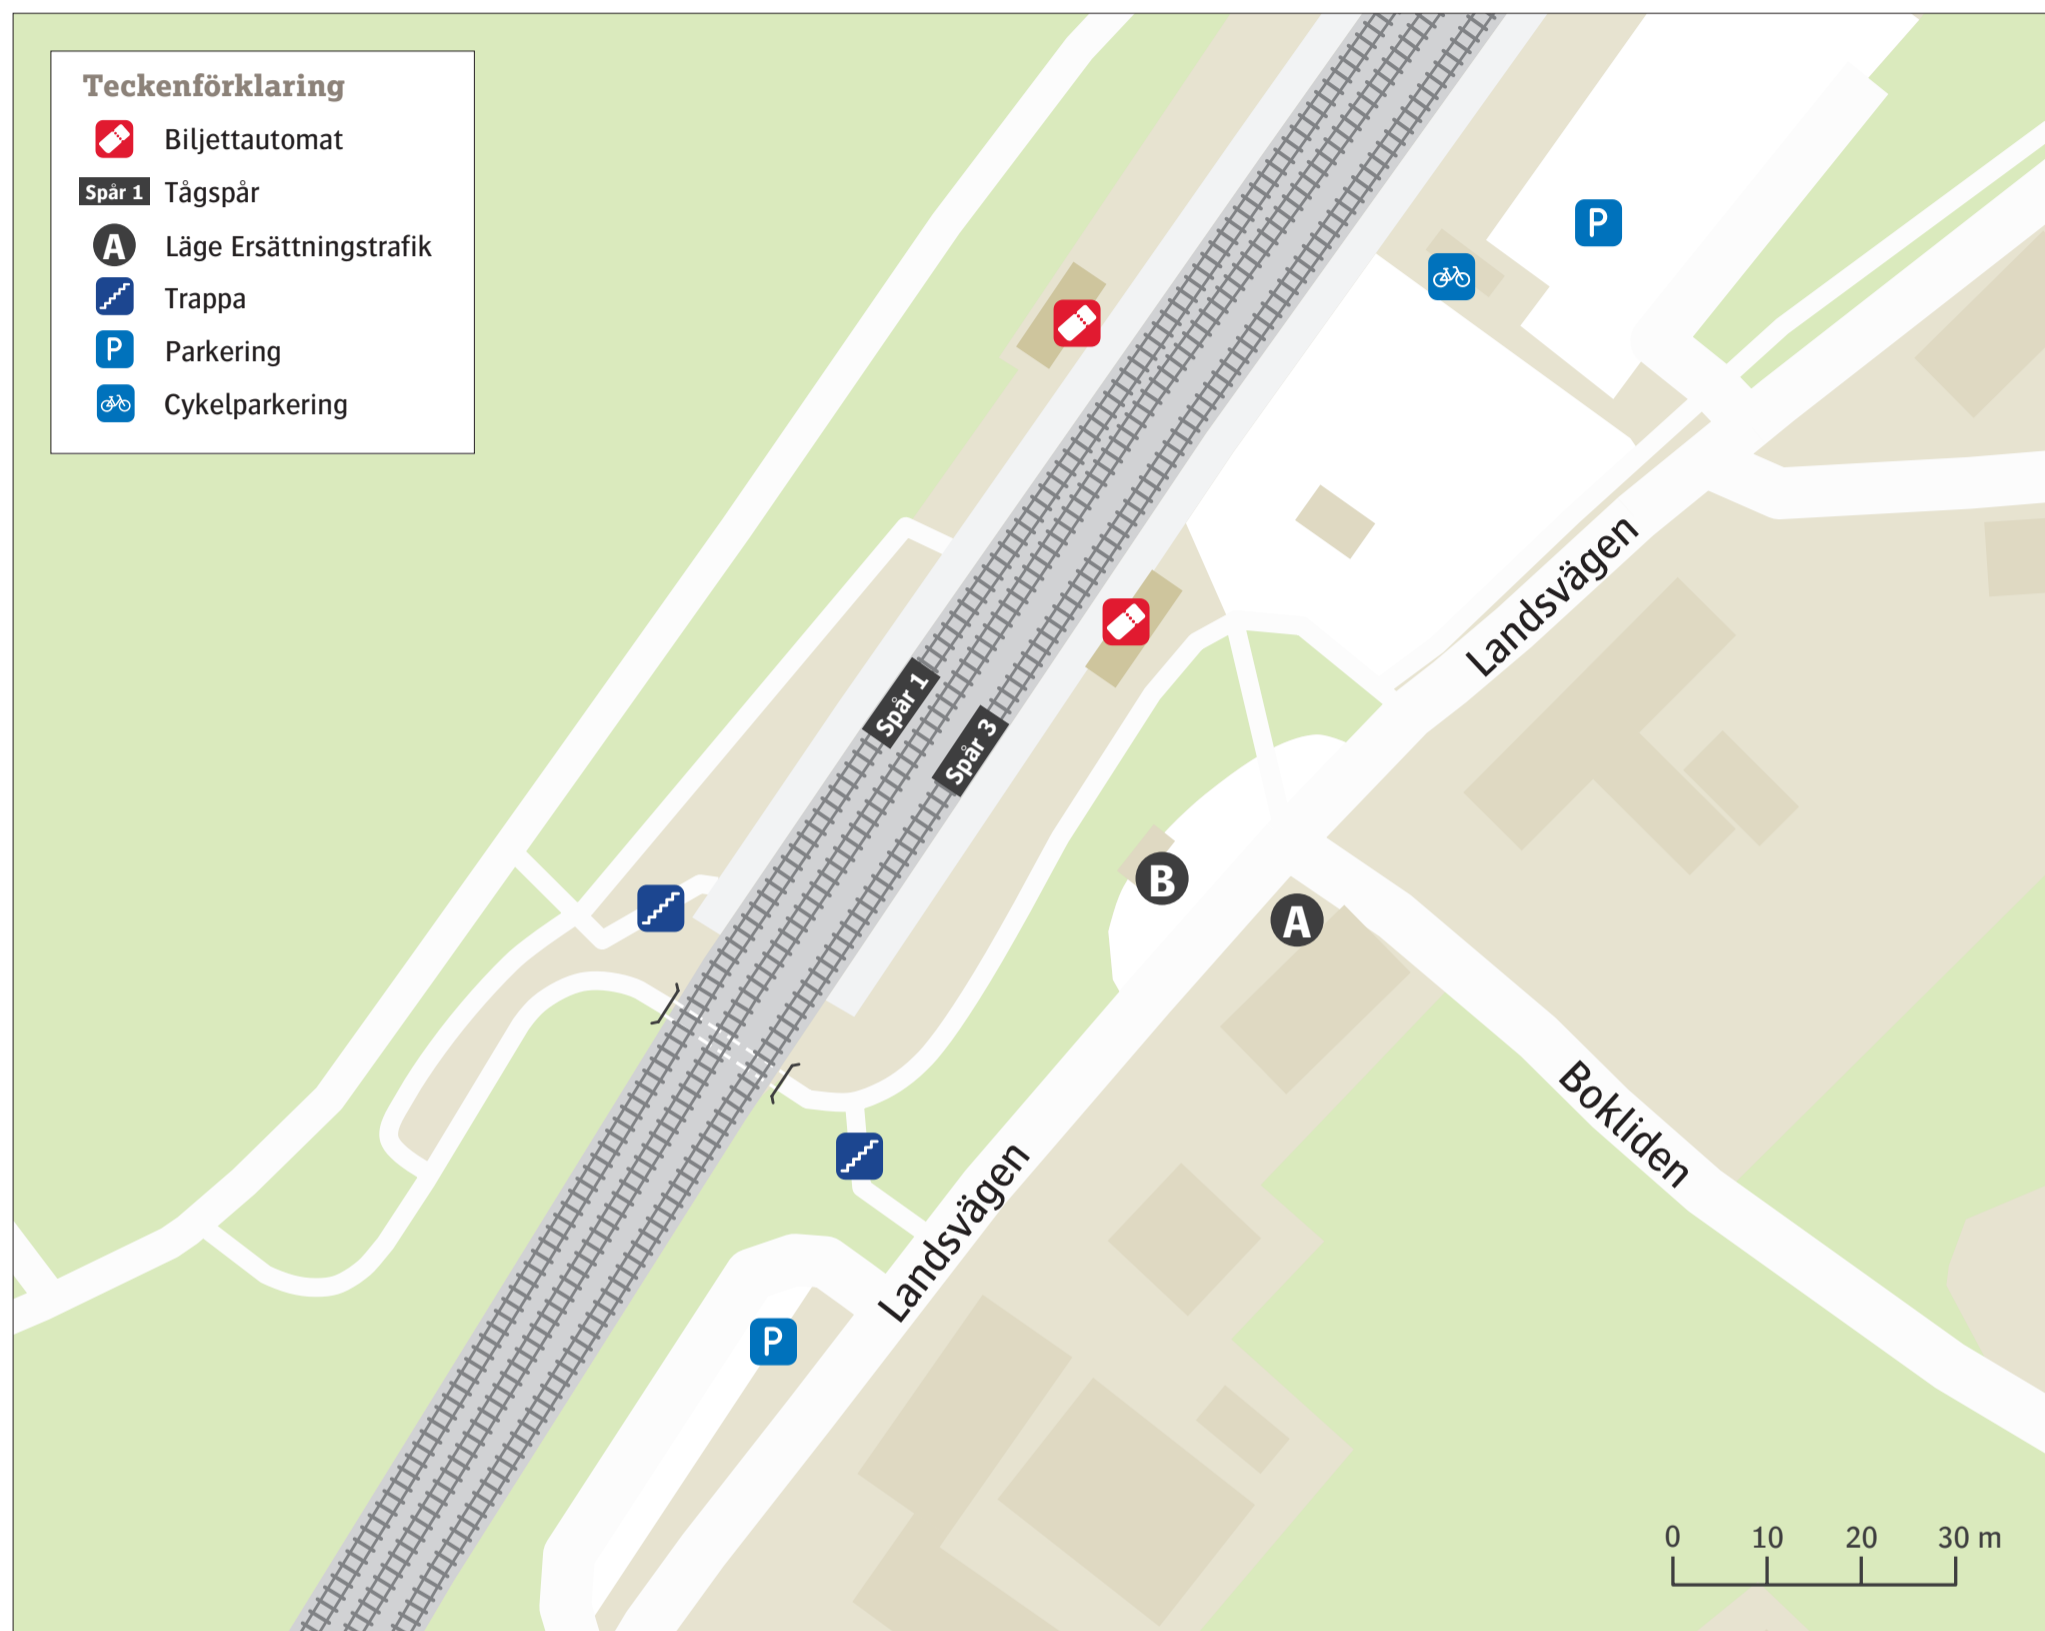 Teckenförklaring
Biljettautomat
Spår 1 Tågspår
A Läge Ersättningstrafik
Trappa
P Parkering
Cykelparkering
P
Landsvägen
Spår 1
Spår 3
B
A
Bokliden
Landsvägen
P
0 10 20 30 m